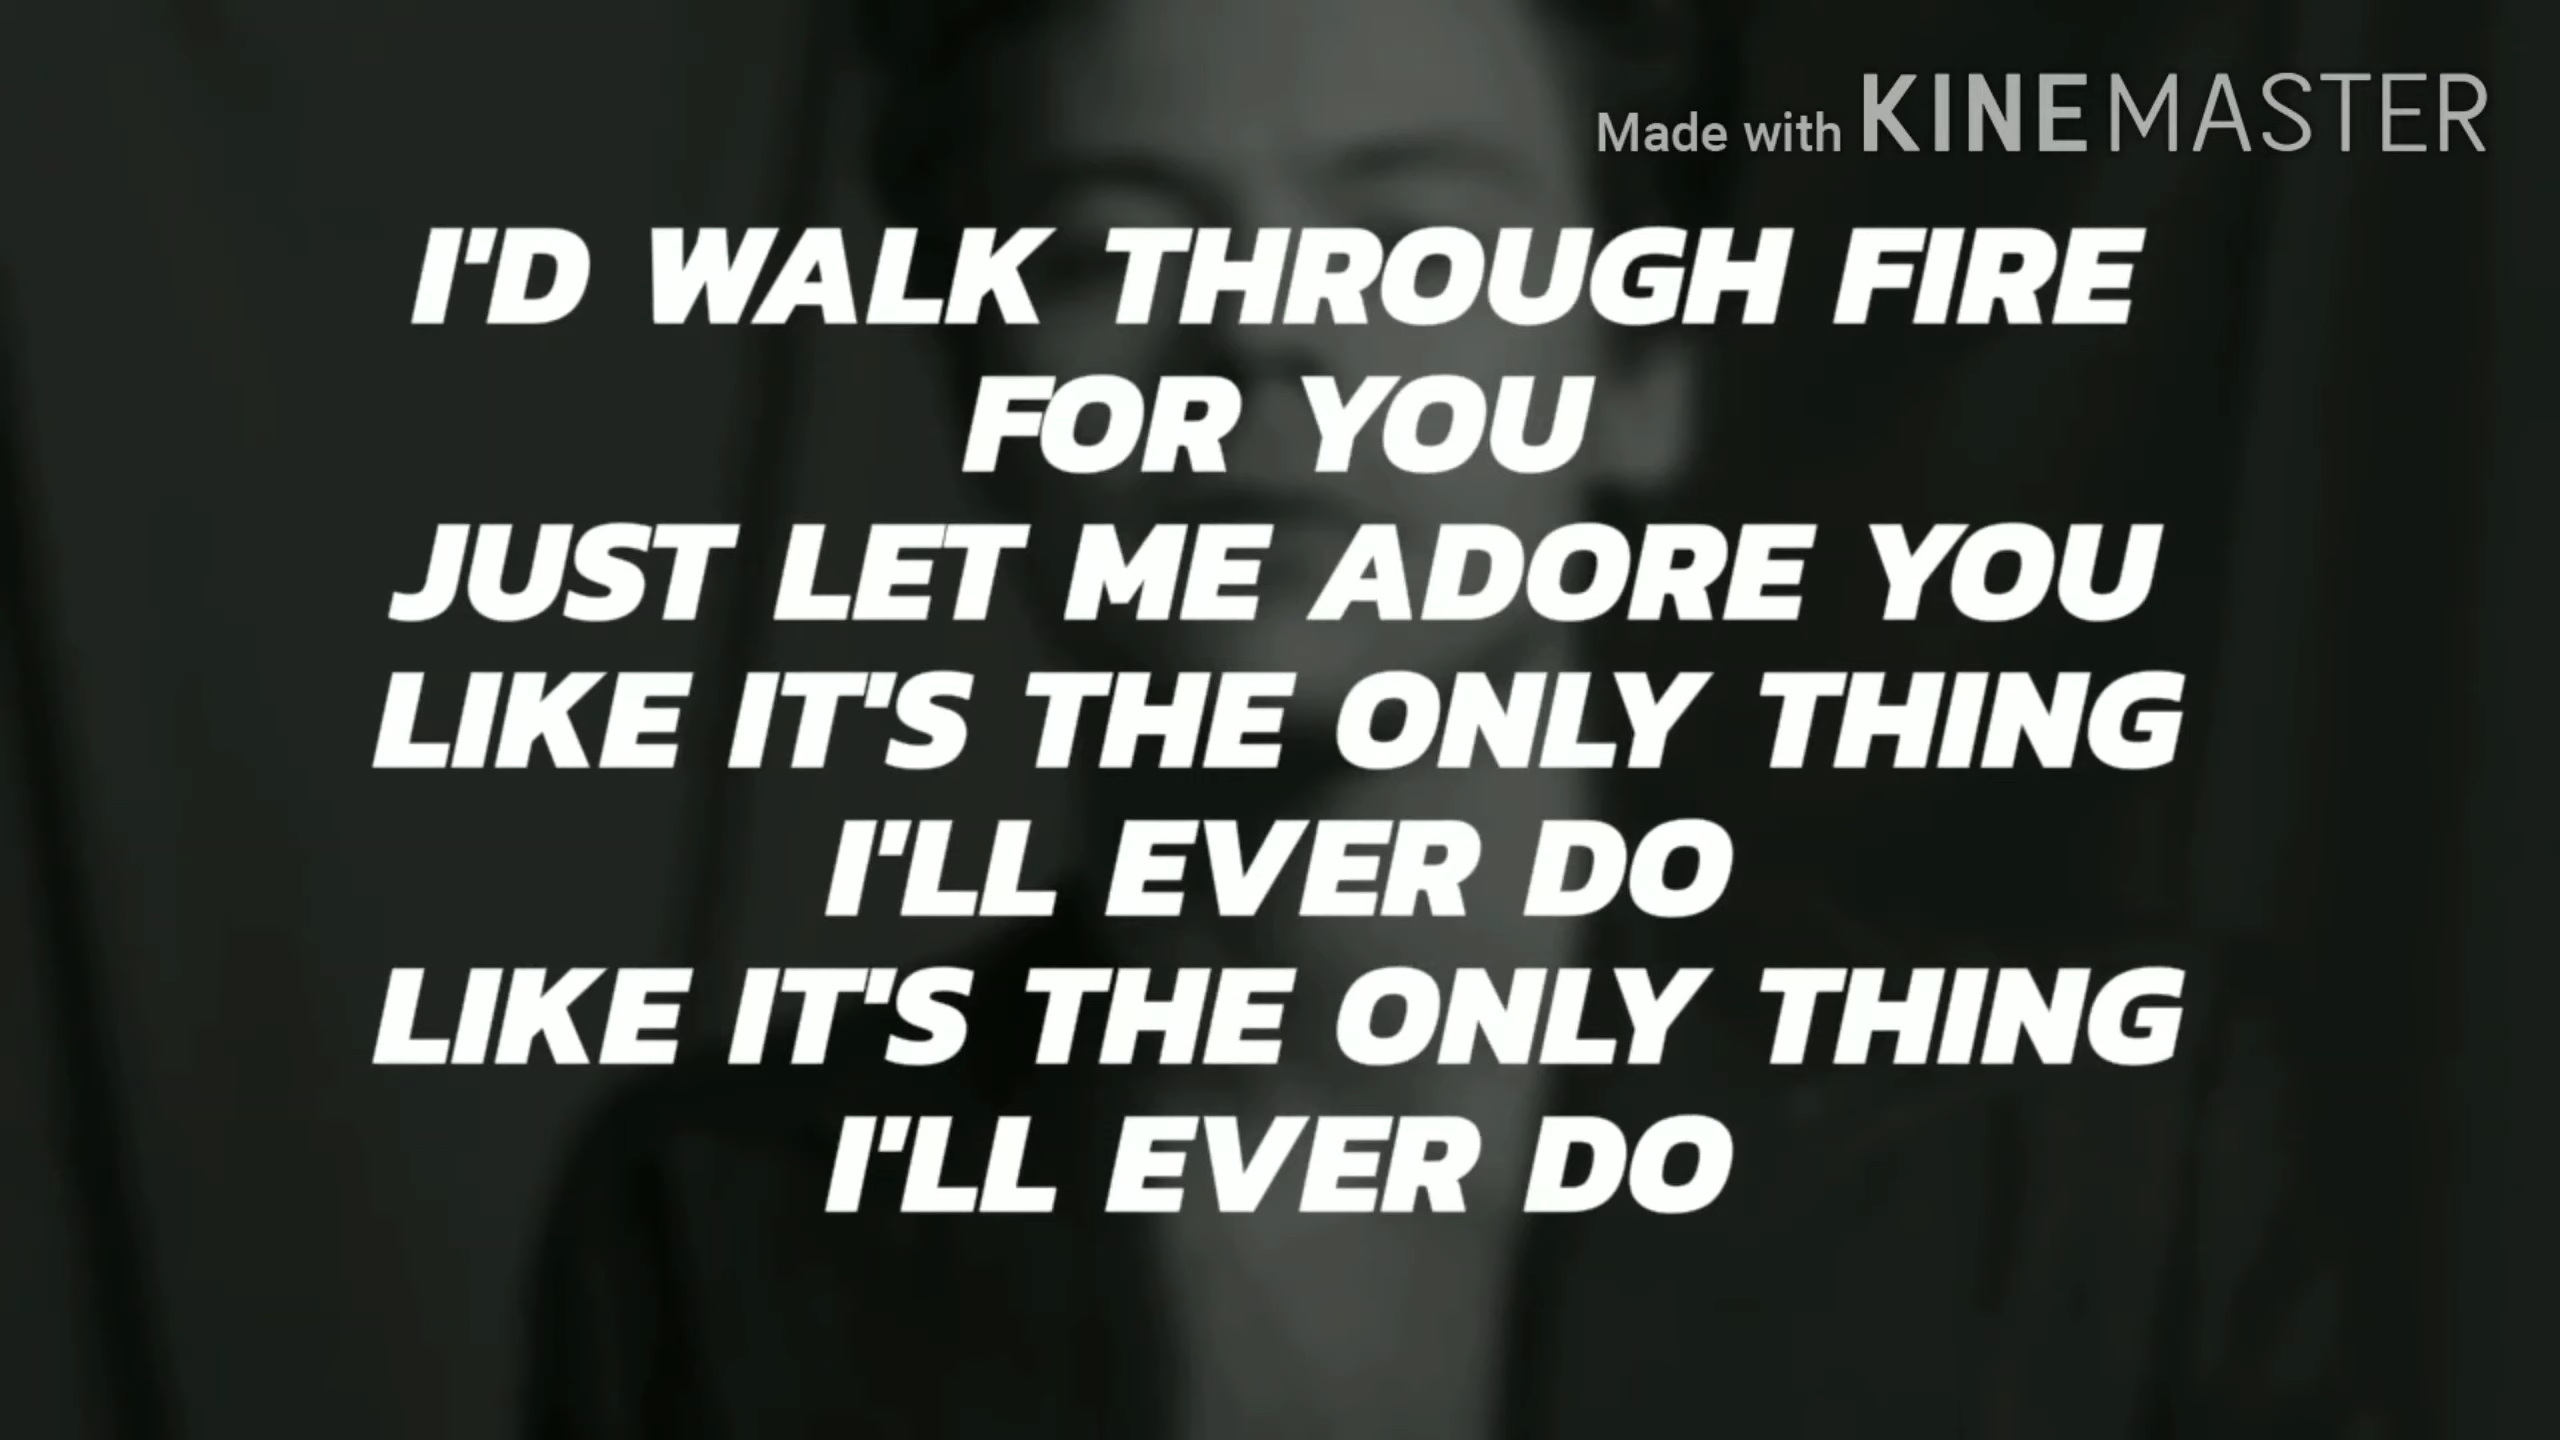 Made with KINEMASTER
I'D WALK THROUGH FIRE
FOR YOU
JUST LET ME ADORE YOU
LIKE IT'S THE ONLY THING
I'LL EVER DO
LIKE IT'S THE ONLY THING
I'LL EVER DO